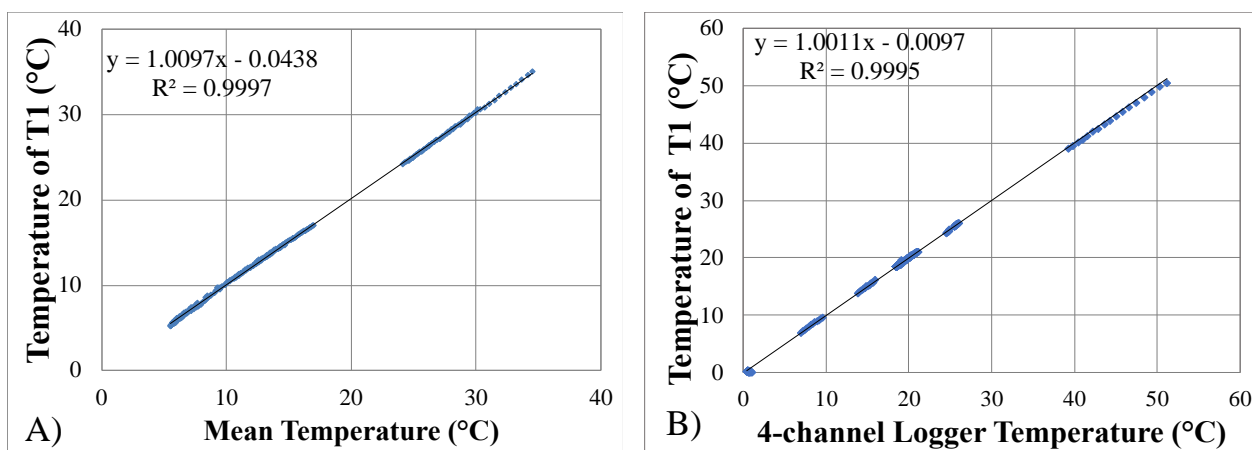 y = 1.0097x - 0.0438
R² = 0.9997
Temperature of T1 (°C)
40
30
20
10
0
0 10 20 30 40
A)
Mean Temperature (°C)
y = 1.0011x - 0.0097
R² = 0.9995
Temperature of T1 (°C)
60
50
40
30
20
10
0
0 10 20 30 40 50 60
B)
4-channel Logger Temperature (°C)